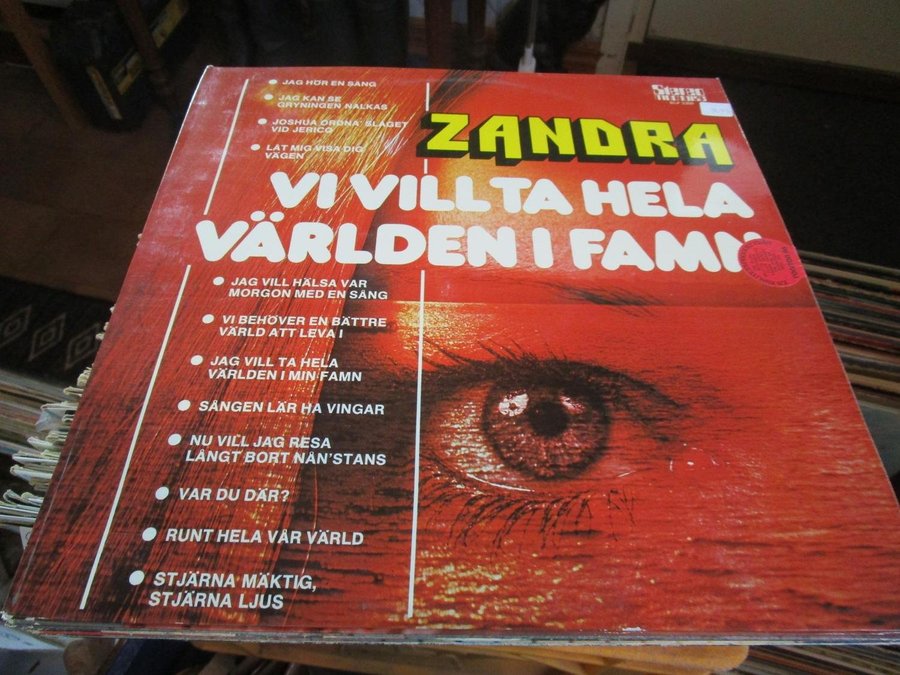 JAG HÖR EN SÅNG
JAG KAN SE
GRYNINGEN NALKAS
JOSHUA ORDNA' SLAGET
VID JERICO
LÅT MIG VISA DIG
VÄGEN
ZANDRA
VI VILL TA HELA
VÄRLDEN I FAMN
JAG VILL HÄLSA VAR
MORGON MED EN SÅNG
VI BEHÖVER EN BÄTTRE
VÄRLD ATT LEVA I
JAG VILL TA HELA
VÄRLDEN I MIN FAMN
SÅNGEN LÄR HA VINGAR
NU VILL JAG RESA
LÅNGT BORT NÅN'STANS
VAR DU DÄR?
RUNT HELA VÅR VÄRLD
STJÄRNA MÄKTIG,
STJÄRNA LJUS